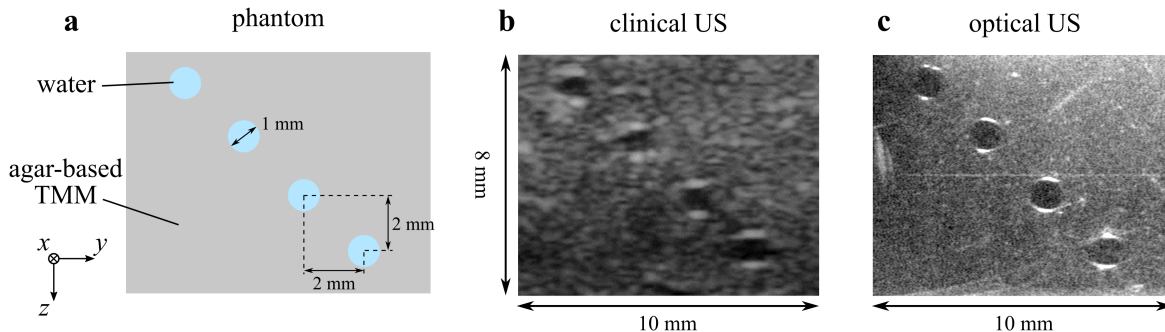 a
phantom
water
1 mm
agar-based
TMM
2 mm
2 mm
x
y
z
b
clinical US
8 mm
10 mm
c
optical US
10 mm